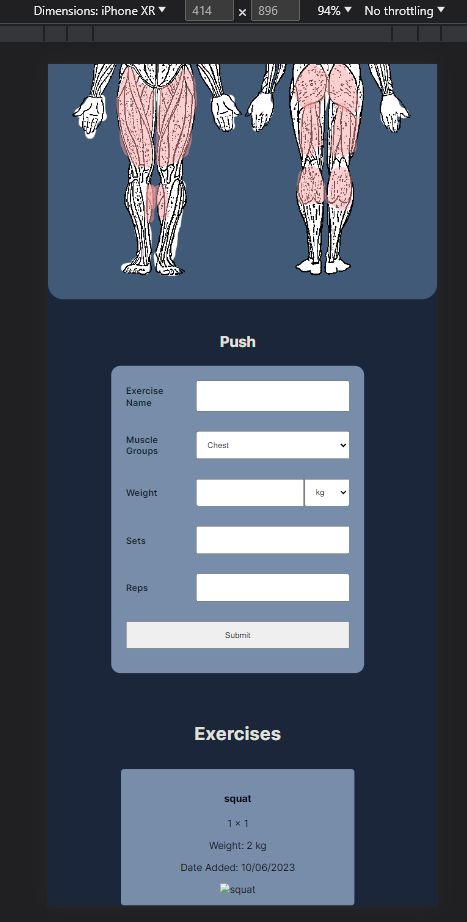 Dimensions: iPhone XR ▼ 414 × 896 94% ▼ No throttling ▼
Push
Exercise
Name
Muscle
Groups
Chest
Weight
kg
Sets
Reps
Submit
Exercises
squat
1 × 1
Weight: 2 kg
Date Added: 10/06/2023
squat